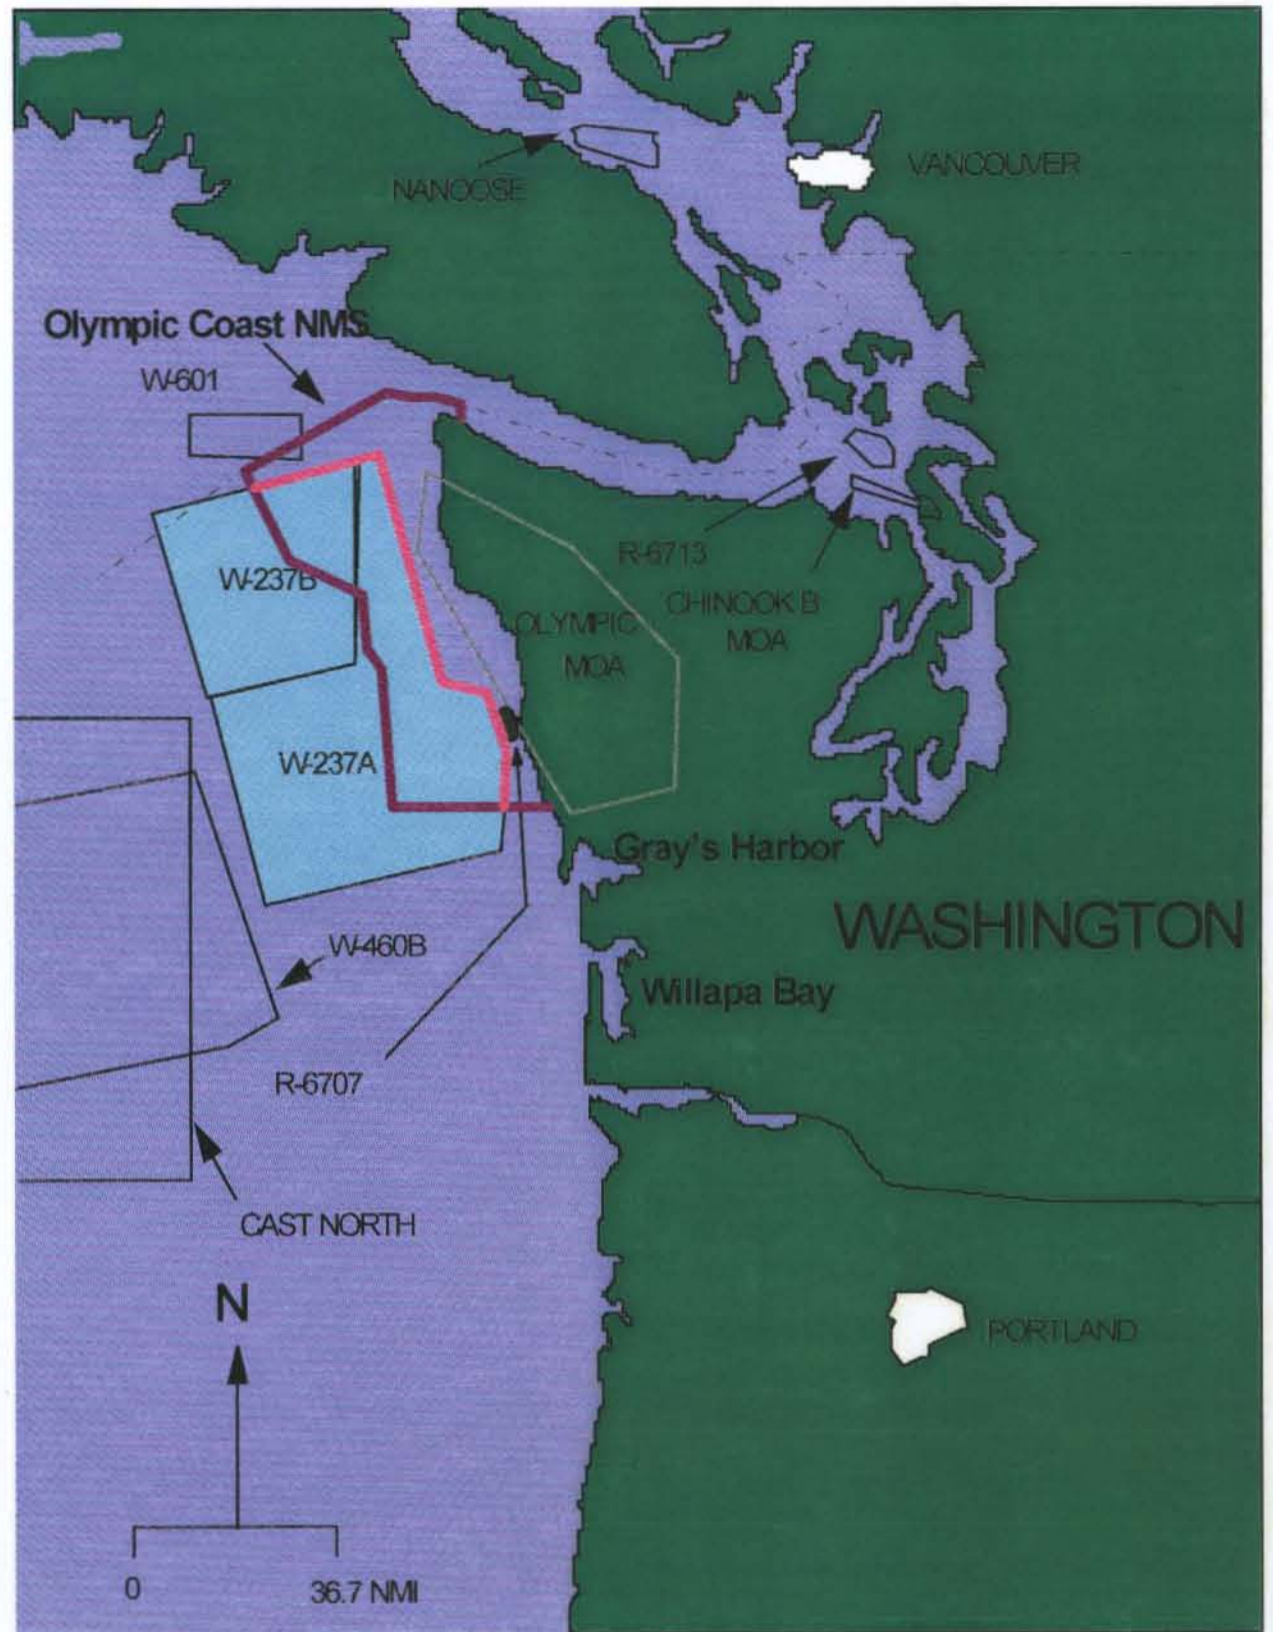 VANCOUVER
NANOOSE
Olympic Coast NMS
W-601
R-6713
W-237B
CHINOOK B
MOA
OLYMPIC
MOA
W-237A
Gray's Harbor
WASHINGTON
W-460B
Willapa Bay
R-6707
CAST NORTH
N
PORTLAND
0
36.7 NMI